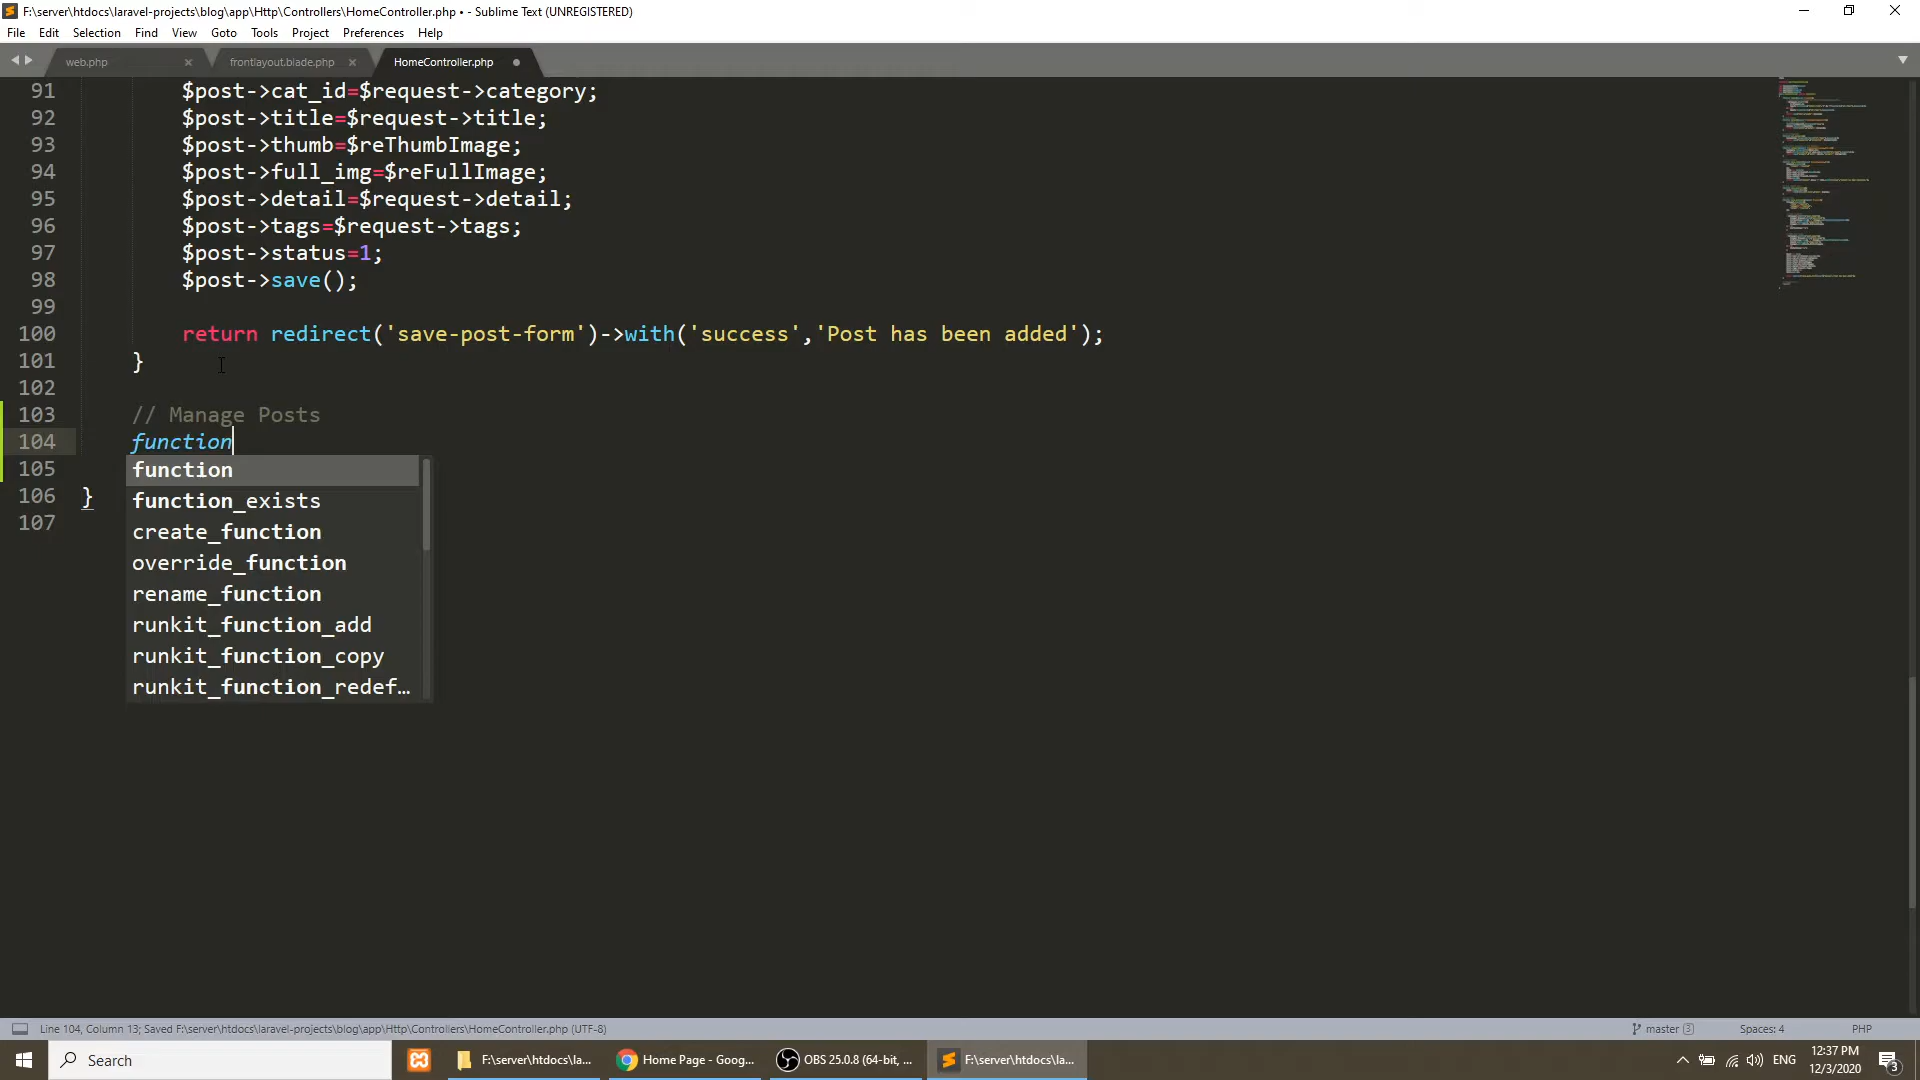 F:\server\htdocs\laravel-projects\blog\app\Http\Controllers\HomeController.php • - Sublime Text (UNREGISTERED)
File Edit Selection Find View Goto Tools Project Preferences Help
web.php frontlayout.blade.php HomeController.php
91 $post->cat_id=$request->category;
92 $post->title=$request->title;
93 $post->thumb=$reThumbImage;
94 $post->full_img=$reFullImage;
95 $post->detail=$request->detail;
96 $post->tags=$request->tags;
97 $post->status=1;
98 $post->save();
99
100 return redirect('save-post-form')->with('success','Post has been added');
101 }
102
103 // Manage Posts
104 function
105 function
function_exists
106 }
107 create_function
override_function
rename_function
runkit_function_add
runkit_function_copy
runkit_function_redef…
Line 104, Column 13; Saved F:\server\htdocs\laravel-projects\blog\app\Http\Controllers\HomeController.php (UTF-8) master 3 Spaces: 4 PHP
Search F:\server\htdocs\la... Home Page - Goog... OBS 25.0.8 (64-bit, ... F:\server\htdocs\la... ENG 12:37 PM
12/3/2020 3